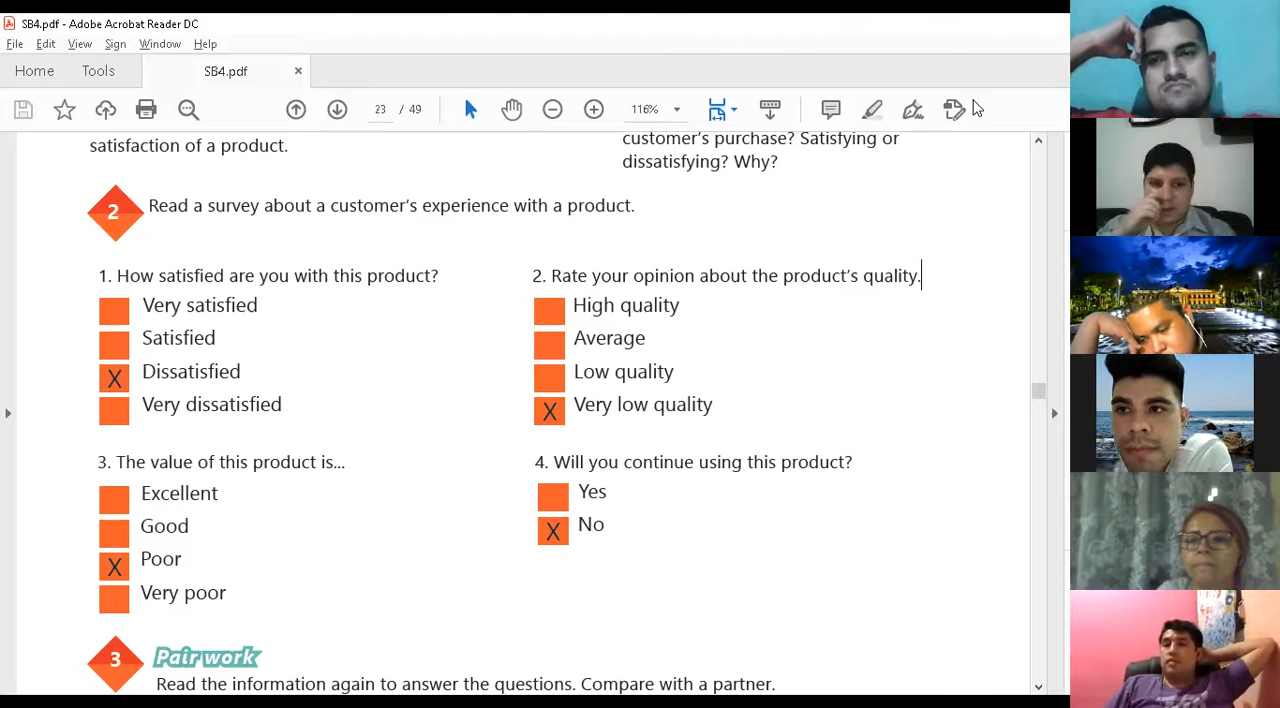 SB4.pdf - Adobe Acrobat Reader DC
File Edit View Sign Window Help
Home Tools SB4.pdf ×
23 / 49 116%
satisfaction of a product.
customer's purchase? Satisfying or
dissatisfying? Why?
2 Read a survey about a customer's experience with a product.
1. How satisfied are you with this product?
Very satisfied
Satisfied
X Dissatisfied
Very dissatisfied
2. Rate your opinion about the product's quality.
High quality
Average
Low quality
X Very low quality
3. The value of this product is...
Excellent
Good
X Poor
Very poor
4. Will you continue using this product?
Yes
X No
3 Pair work
Read the information again to answer the questions. Compare with a partner.